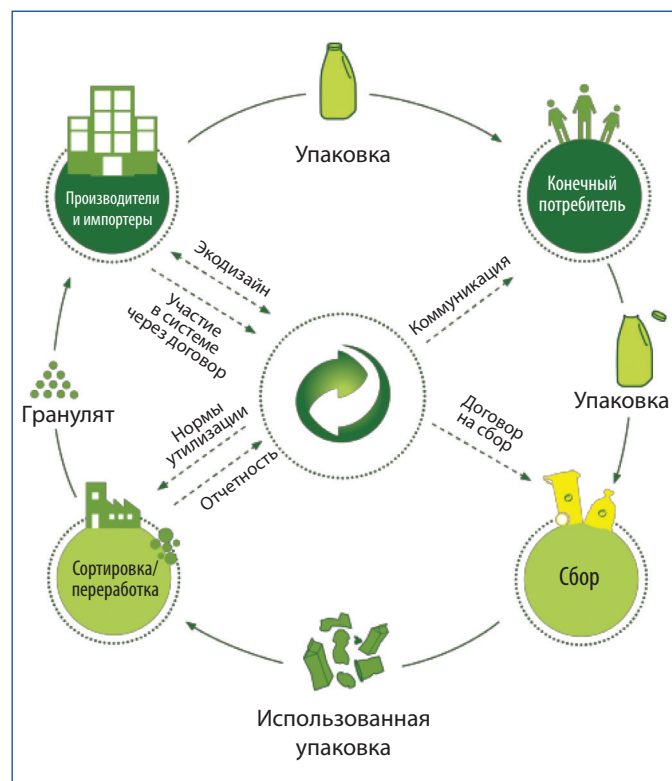 Упаковка
Производители
и импортеры
Конечный
потребитель
Экодизайн
Участие
в системе
через договор
Коммуникация
Гранулят
Упаковка
Нормы
утилизации
Отчетность
Договор
на сбор
Сортировка/
переработка
Сбор
Использованная
упаковка